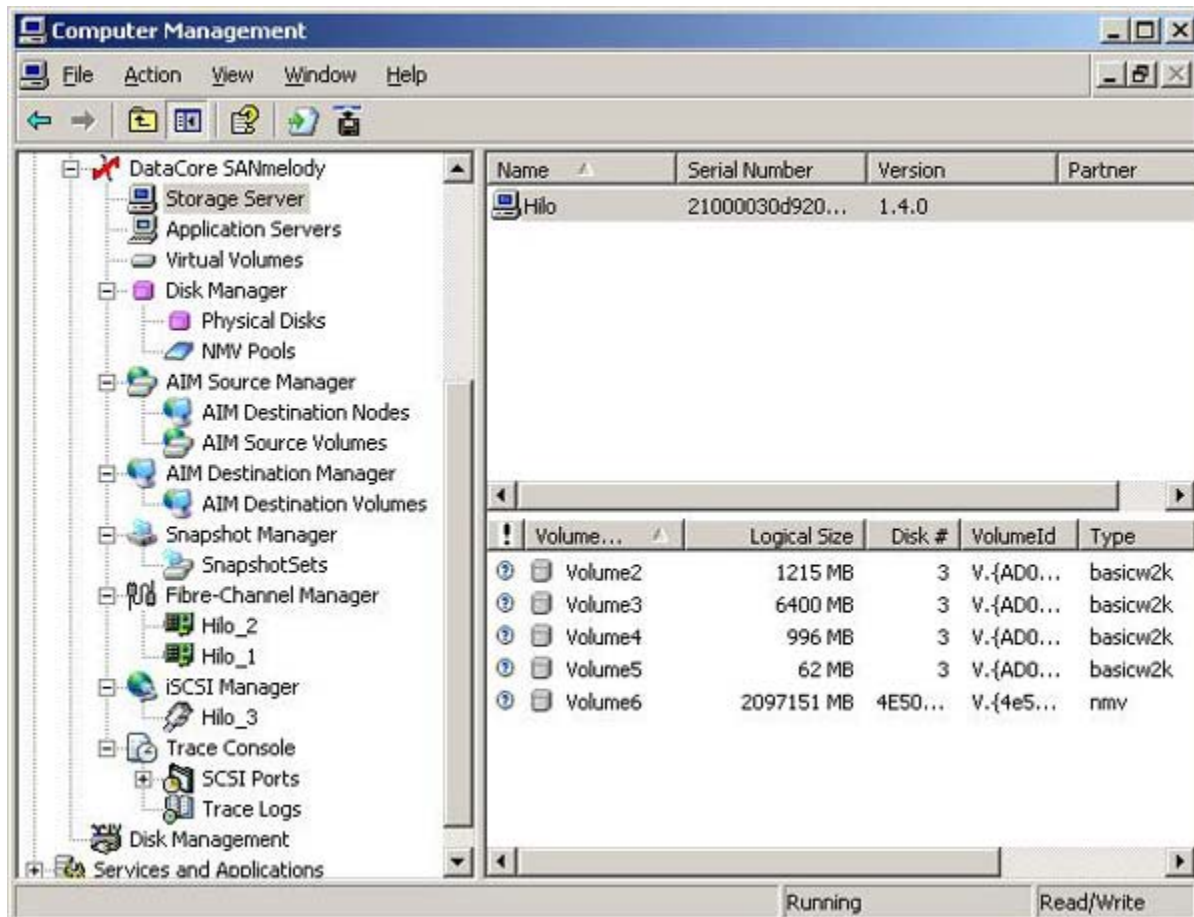 Computer Management
File Action View Window Help
DataCore SANmelody
Storage Server
Application Servers
Virtual Volumes
Disk Manager
Physical Disks
NMV Pools
AIM Source Manager
AIM Destination Nodes
AIM Source Volumes
AIM Destination Manager
AIM Destination Volumes
Snapshot Manager
SnapshotSets
Fibre-Channel Manager
Hilo_2
Hilo_1
iSCSI Manager
Hilo_3
Trace Console
SCSI Ports
Trace Logs
Disk Management
Services and Applications
Name Serial Number Version Partner
Hilo 21000030d920... 1.4.0
! Volume... Logical Size Disk # VolumeId Type
Volume2 1215 MB 3 V.{AD0... basicw2k
Volume3 6400 MB 3 V.{AD0... basicw2k
Volume4 996 MB 3 V.{AD0... basicw2k
Volume5 62 MB 3 V.{AD0... basicw2k
Volume6 2097151 MB 4E50... V.{4e5... nmv
Running Read/Write